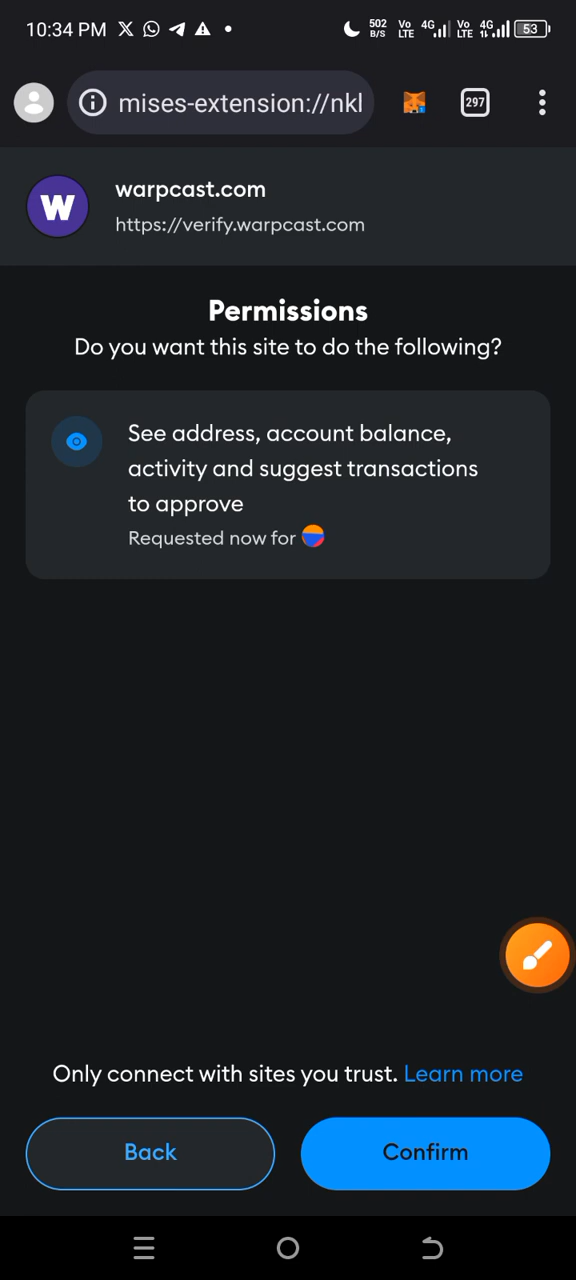 10:34 PM
502 B/S Vo LTE 4G Vo LTE 4G 53
mises-extension://nkl
297
W
warpcast.com
https://verify.warpcast.com
Permissions
Do you want this site to do the following?
See address, account balance,
activity and suggest transactions
to approve
Requested now for
Only connect with sites you trust. Learn more
Back
Confirm